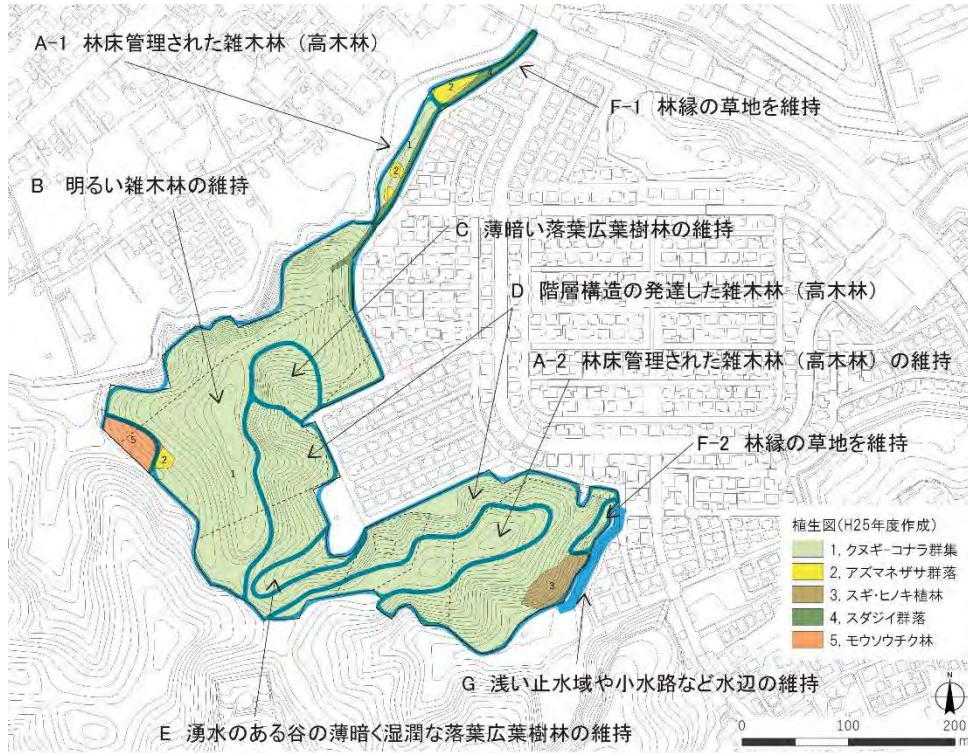 A-1 林床管理された雑木林（高木林）
F-1 林縁の草地を維持
B 明るい雑木林の維持
C 薄暗い落葉広葉樹林の維持
D 階層構造の発達した雑木林（高木林）
A-2 林床管理された雑木林（高木林）の維持
F-2 林縁の草地を維持
G 浅い止水域や小水路など水辺の維持
E 湧水のある谷の薄暗く湿潤な落葉広葉樹林の維持
2
1
2
1
5
2
3
植生図(H25年度作成)
1, クヌギーコナラ群集
2, アズマネザサ群落
3, スギ・ヒノキ植林
4, スダジイ群落
5, モウソウチク林
N
0 100 200
m